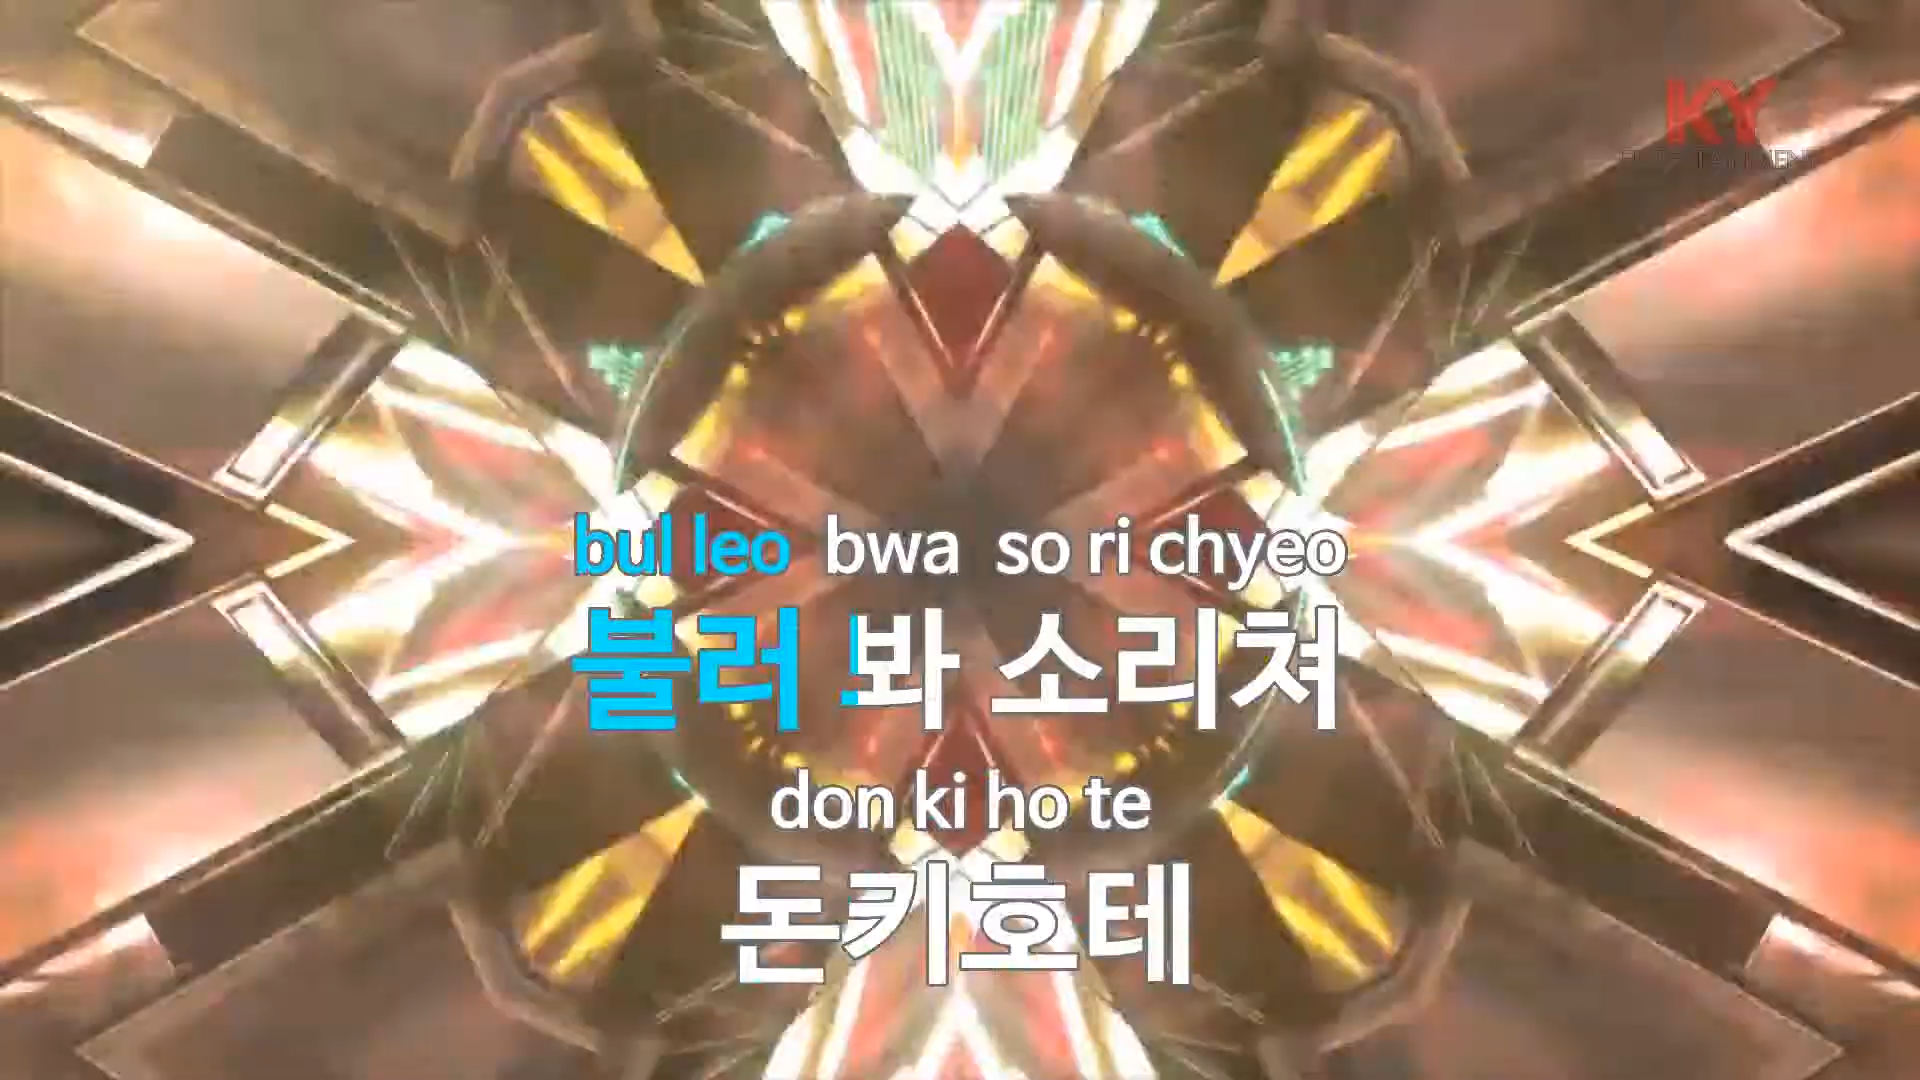 KY
ENTERTAINMENT
bul leo bwa so ri chyeo
불러 봐 소리쳐
don ki ho te
돈키호테